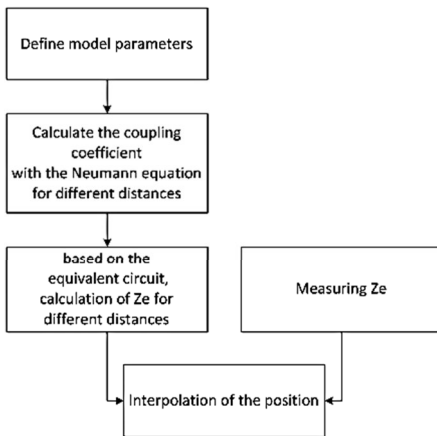 Define model parameters
Calculate the coupling
coefficient
with the Neumann equation
for different distances
based on the
equivalent circuit,
calculation of Ze for
different distances
Measuring Ze
Interpolation of the position